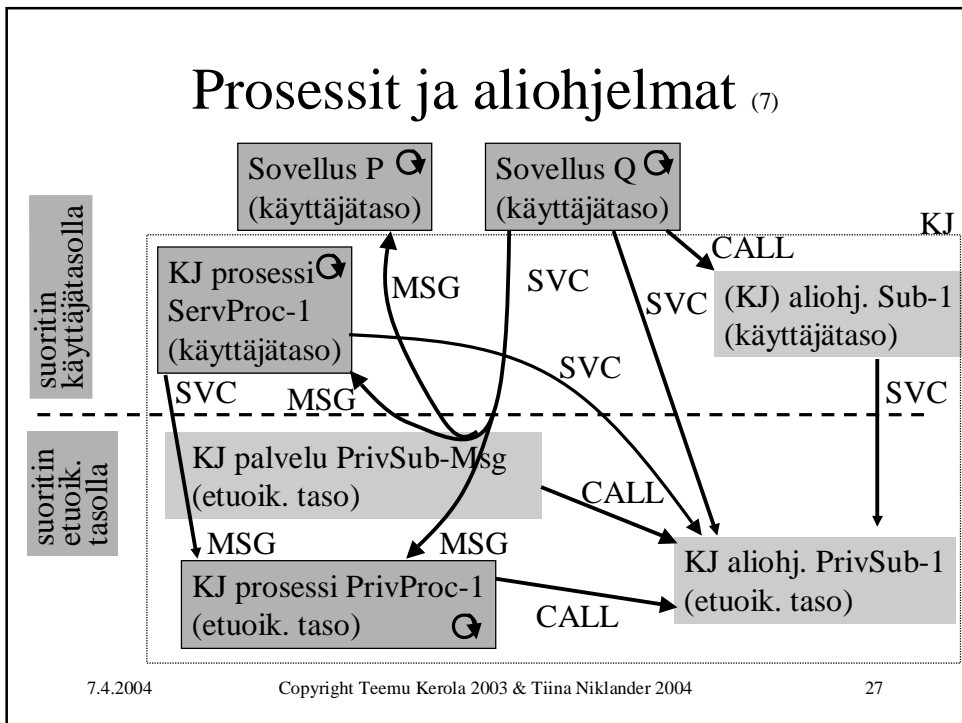 Prosessit ja aliohjelmat (7)
Sovellus P
(käyttäjätaso)
Sovellus Q
(käyttäjätaso)
KJ
suoritin
käyttäjätasolla
KJ prosessi
ServProc-1
(käyttäjätaso)
MSG
SVC
SVC
CALL
(KJ) aliohj. Sub-1
(käyttäjätaso)
SVC
MSG
SVC
SVC
suoritin
etuoik.
tasolla
KJ palvelu PrivSub-Msg
(etuoik. taso)
CALL
MSG
MSG
KJ prosessi PrivProc-1
(etuoik. taso)
CALL
KJ aliohj. PrivSub-1
(etuoik. taso)
7.4.2004
Copyright Teemu Kerola 2003 & Tiina Niklander 2004
27